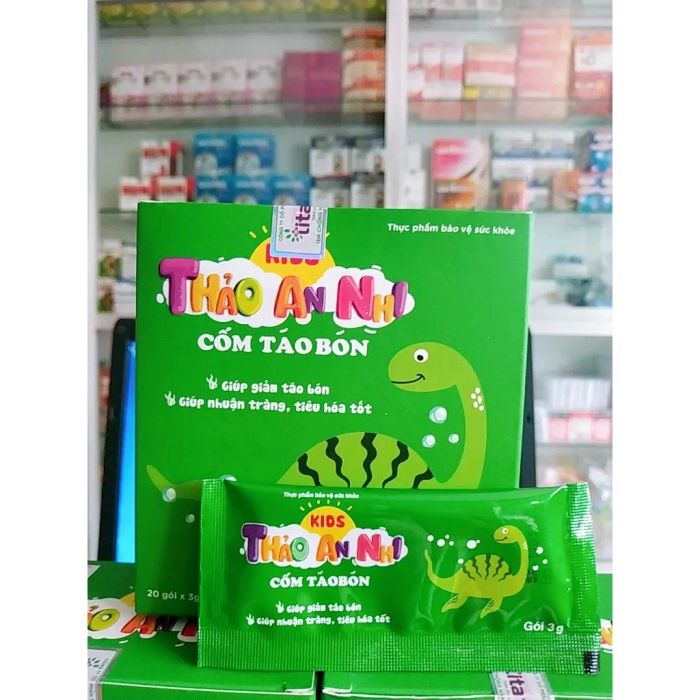 Thực phẩm bảo vệ sức khỏe
KIDS
THẢO AN NHI
CỐM TÁO BÓN
Giúp giảm táo bón
Giúp nhuận tràng, tiêu hóa tốt
20 gói x 3g
Thực phẩm bảo vệ sức khỏe
KIDS
THẢO AN NHI
CỐM TÁO BÓN
Giúp giảm táo bón
Giúp nhuận tràng, tiêu hóa tốt
Gói 3g